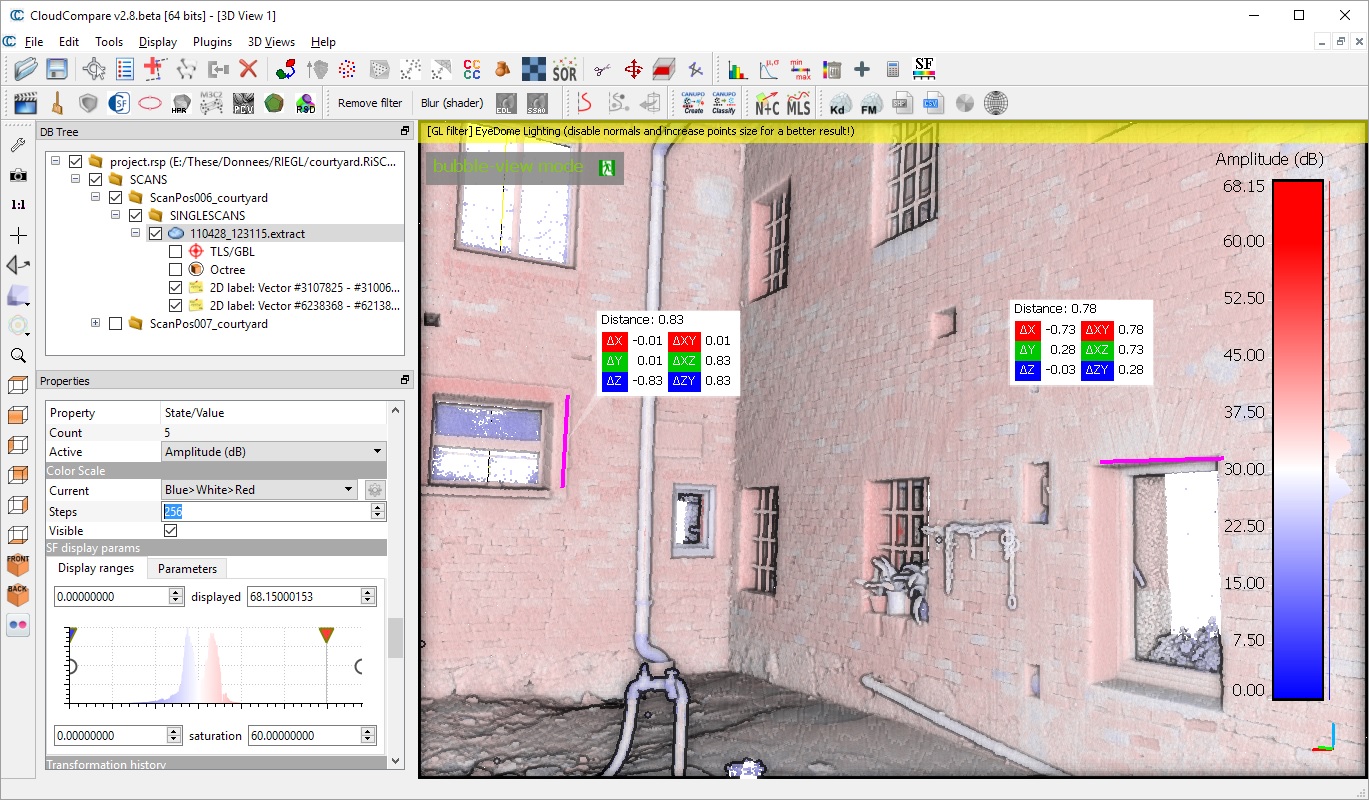 CloudCompare v2.8.beta [64 bits] - [3D View 1]
File Edit Tools Display Plugins 3D Views Help
CC CC SOR μ,σ min max SF
SF HPR M3C2 PCV RSD Remove filter Blur (shader) EDL SSAO CANUPO Create CANUPO Classify N+C MLS Kd FM CSV
DB Tree
project.rsp (E:/These/Donnees/RIEGL/courtyard.RiSC...
SCANS
ScanPos006_courtyard
SINGLESCANS
110428_123115.extract
TLS/GBL
Octree
2D label: Vector #3107825 - #31006...
2D label: Vector #6238368 - #62138...
ScanPos007_courtyard
1:1
Properties
Property State/Value
Count 5
Active Amplitude (dB)
Color Scale
Current Blue>White>Red
Steps 256
Visible
SF display params
Display ranges Parameters
0.00000000 displayed 68.15000153
0.00000000 saturation 60.00000000
Transformation history
FRONT
BACK
[GL filter] EyeDome Lighting (disable normals and increase points size for a better result!)
bubble-view mode
Distance: 0.83
ΔX -0.01 ΔXY 0.01
ΔY 0.01 ΔXZ 0.83
ΔZ -0.83 ΔZY 0.83
Distance: 0.78
ΔX -0.73 ΔXY 0.78
ΔY 0.28 ΔXZ 0.73
ΔZ -0.03 ΔZY 0.28
Amplitude (dB)
68.15
60.00
52.50
45.00
37.50
30.00
22.50
15.00
7.50
0.00